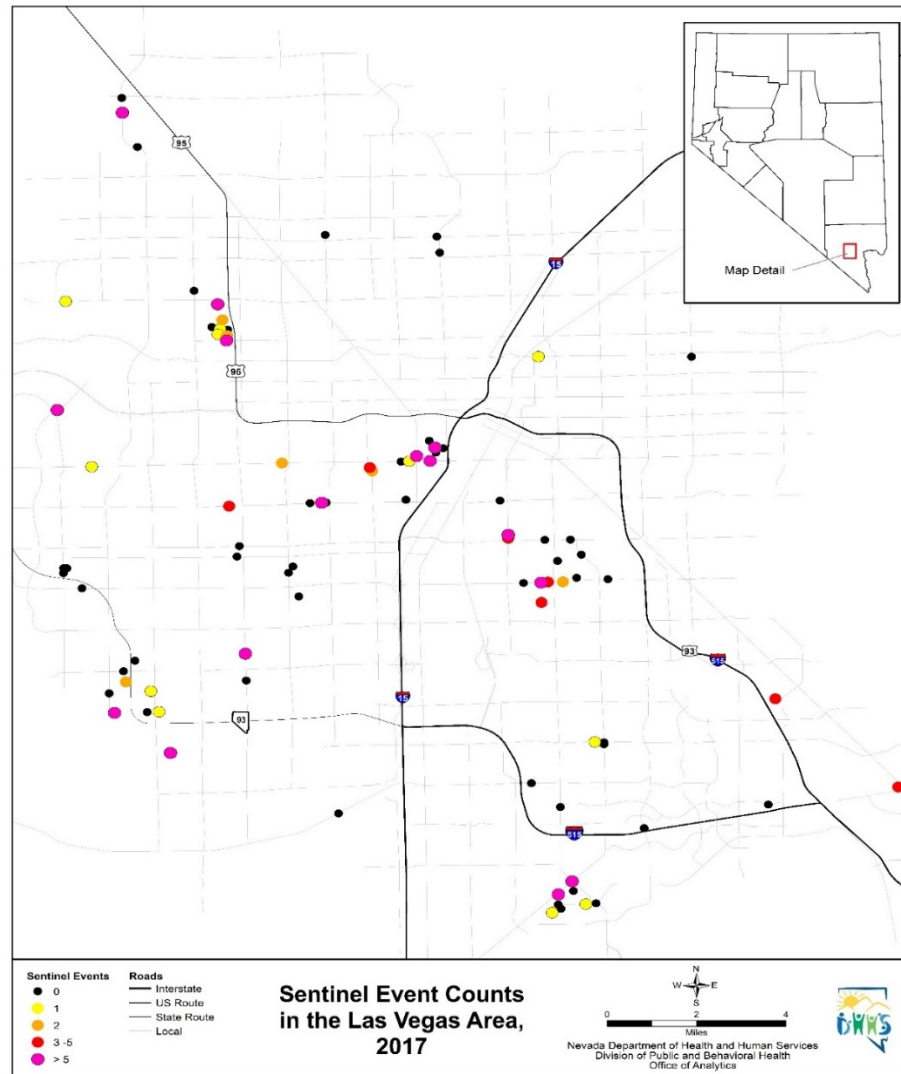 95
15
Map Detail
95
93
515
15
93
515
Sentinel Events
0
1
2
3 -5
> 5
Roads
Interstate
US Route
State Route
Local
Sentinel Event Counts
in the Las Vegas Area,
2017
N
W E
S
0 2 4
Miles
Nevada Department of Health and Human Services
Division of Public and Behavioral Health
Office of Analytics
DHHS